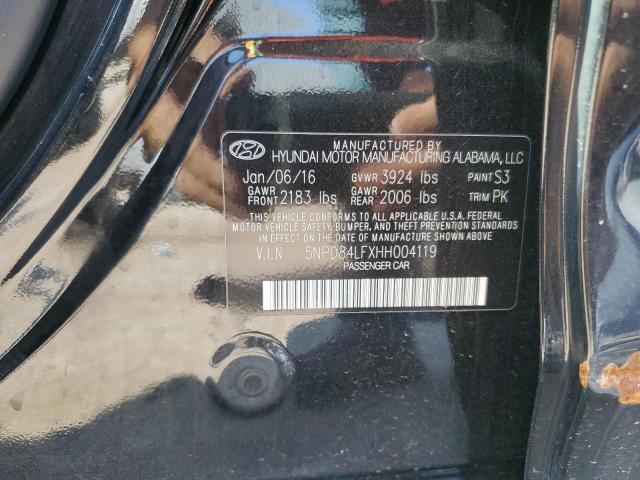 MANUFACTURED BY
HYUNDAI MOTOR MANUFACTURING ALABAMA, LLC
Jan/06/16 GVWR 3924 lbs PAINT S3
GAWR FRONT 2183 lbs GAWR REAR 2006 lbs TRIM PK
THIS VEHICLE CONFORMS TO ALL APPLICABLE U.S.A. FEDERAL
MOTOR VEHICLE SAFETY, BUMPER, AND THEFT PREVENTION STANDARDS
IN EFFECT ON THE DATE OF MANUFACTURE SHOWN ABOVE.
V.I.N 5NPD84LFXHH004119
PASSENGER CAR